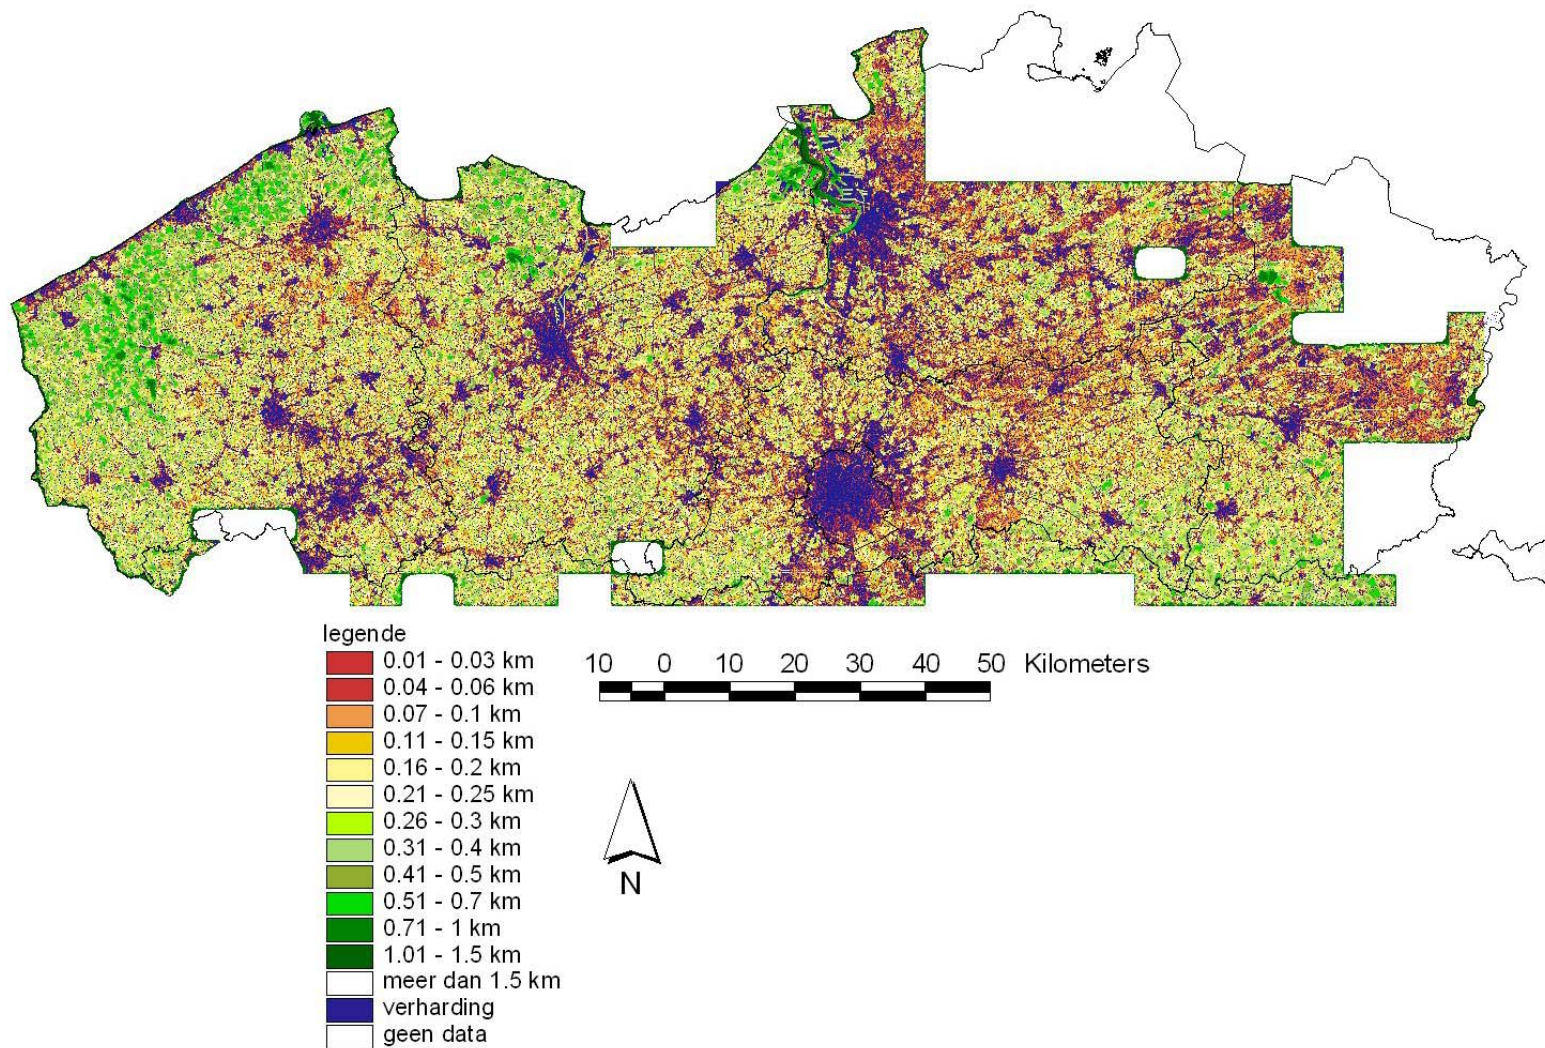 legende
0.01 - 0.03 km
0.04 - 0.06 km
0.07 - 0.1 km
0.11 - 0.15 km
0.16 - 0.2 km
0.21 - 0.25 km
0.26 - 0.3 km
0.31 - 0.4 km
0.41 - 0.5 km
0.51 - 0.7 km
0.71 - 1 km
1.01 - 1.5 km
meer dan 1.5 km
verharding
geen data
10 0 10 20 30 40 50 Kilometers
N